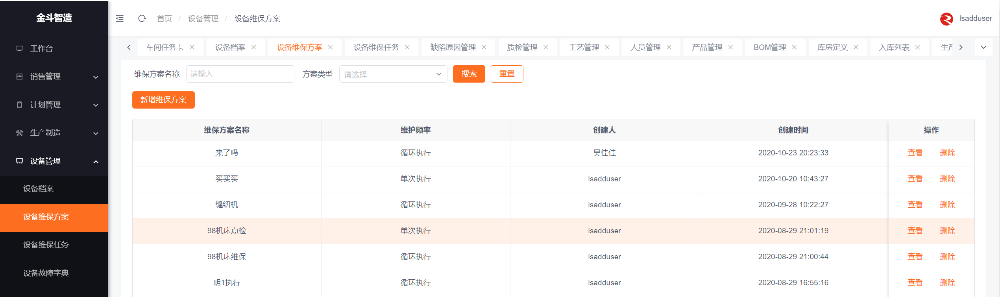 金斗智造
首页 / 设备管理 / 设备维保方案
lsadduser
工作台
销售管理
计划管理
生产制造
设备管理
设备档案
设备维保方案
设备维保任务
设备故障字典
车间任务卡 设备档案 设备维保方案 设备维保任务 缺陷原因管理 质检管理 工艺管理 人员管理 产品管理 BOM管理 库房定义 入库列表 生产
维保方案名称 请输入 方案类型 请选择 搜索 重置
新增维保方案
维保方案名称 维护频率 创建人 创建时间 操作
来了吗 循环执行 吴佳佳 2020-10-23 20:23:33 查看 删除
买买买 单次执行 lsadduser 2020-10-20 10:43:27 查看 删除
缝纫机 循环执行 lsadduser 2020-09-28 10:22:27 查看 删除
98机床点检 单次执行 lsadduser 2020-08-29 21:01:19 查看 删除
98机床维保 循环执行 lsadduser 2020-08-29 21:00:44 查看 删除
明1执行 循环执行 lsadduser 2020-08-29 16:55:16 查看 删除